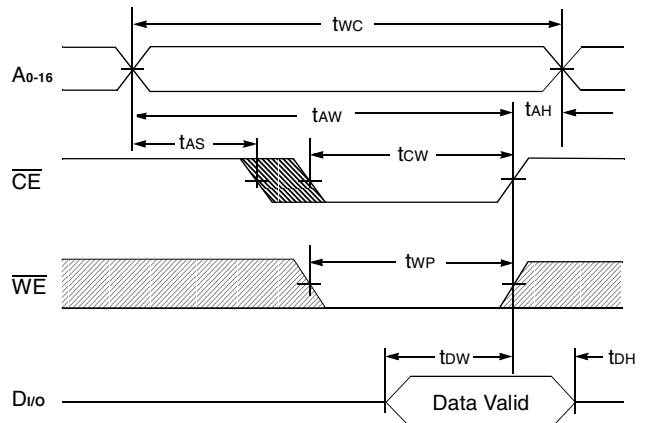 tWC
A0-16
tAW
tAH
tAS
tCW
CE
tWP
WE
tDW
tDH
DI/O
Data Valid